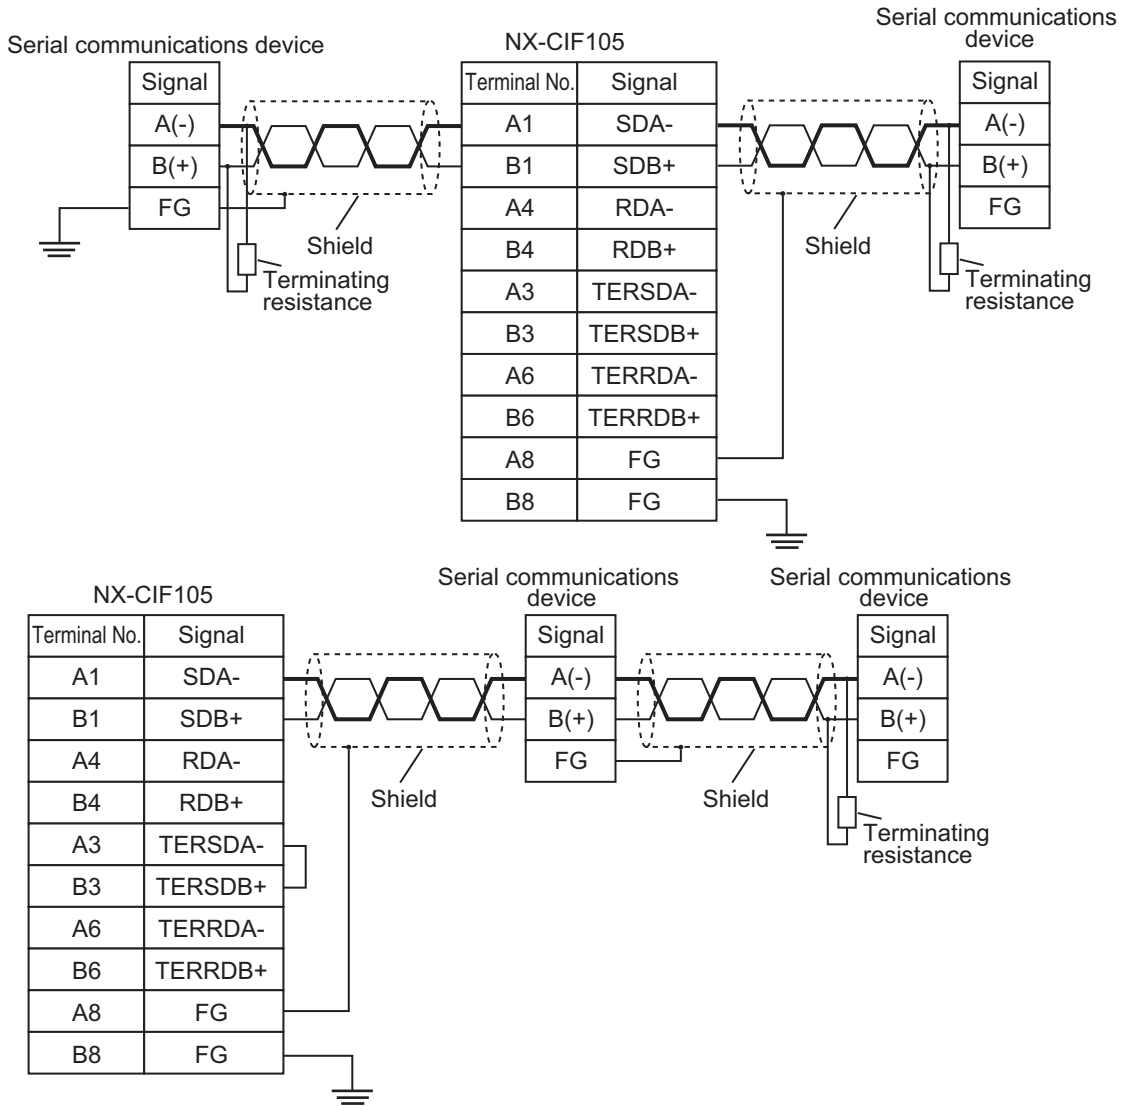 Serial communications device
Signal
A(-)
B(+)
FG
Shield
Terminating
resistance
NX-CIF105
Terminal No. Signal
A1 SDA-
B1 SDB+
A4 RDA-
B4 RDB+
A3 TERSDA-
B3 TERSDB+
A6 TERRDA-
B6 TERRDB+
A8 FG
B8 FG
Serial communications
device
Signal
A(-)
B(+)
FG
Shield
Terminating
resistance
NX-CIF105
Terminal No. Signal
A1 SDA-
B1 SDB+
A4 RDA-
B4 RDB+
A3 TERSDA-
B3 TERSDB+
A6 TERRDA-
B6 TERRDB+
A8 FG
B8 FG
Shield
Serial communications
device
Signal
A(-)
B(+)
FG
Shield
Serial communications
device
Signal
A(-)
B(+)
FG
Terminating
resistance